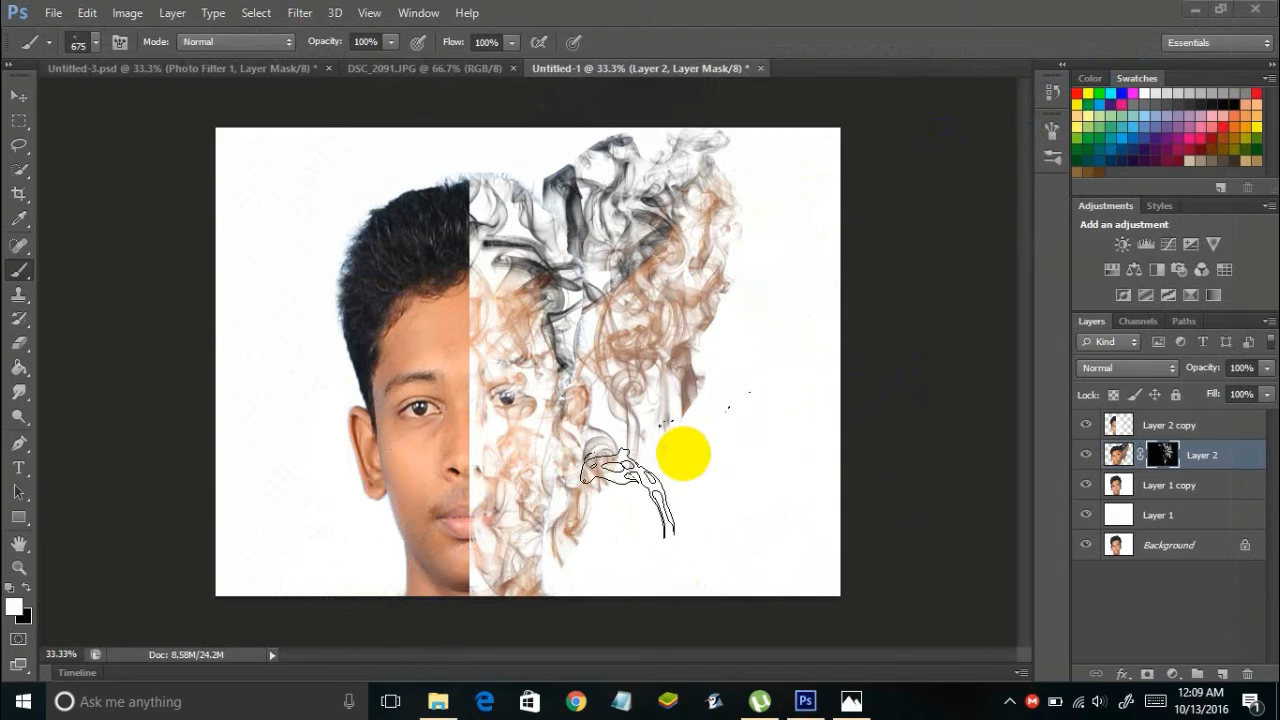 Ps File Edit Image Layer Type Select Filter 3D View Window Help
675 Mode: Normal Opacity: 100% Flow: 100% Essentials
Untitled-3.psd @ 33.3% (Photo Filter 1, Layer Mask/8) * × DSC_2091.JPG @ 66.7% (RGB/8) × Untitled-1 @ 33.3% (Layer 2, Layer Mask/8) * ×
Color Swatches
Adjustments Styles
Add an adjustment
Layers Channels Paths
Kind
Normal Opacity: 100%
Lock: Fill: 100%
Layer 2 copy
Layer 2
Layer 1 copy
Layer 1
Background
33.33% Doc: 8.58M/24.2M
Timeline
Ask me anything
Ps
12:09 AM
10/13/2016
1